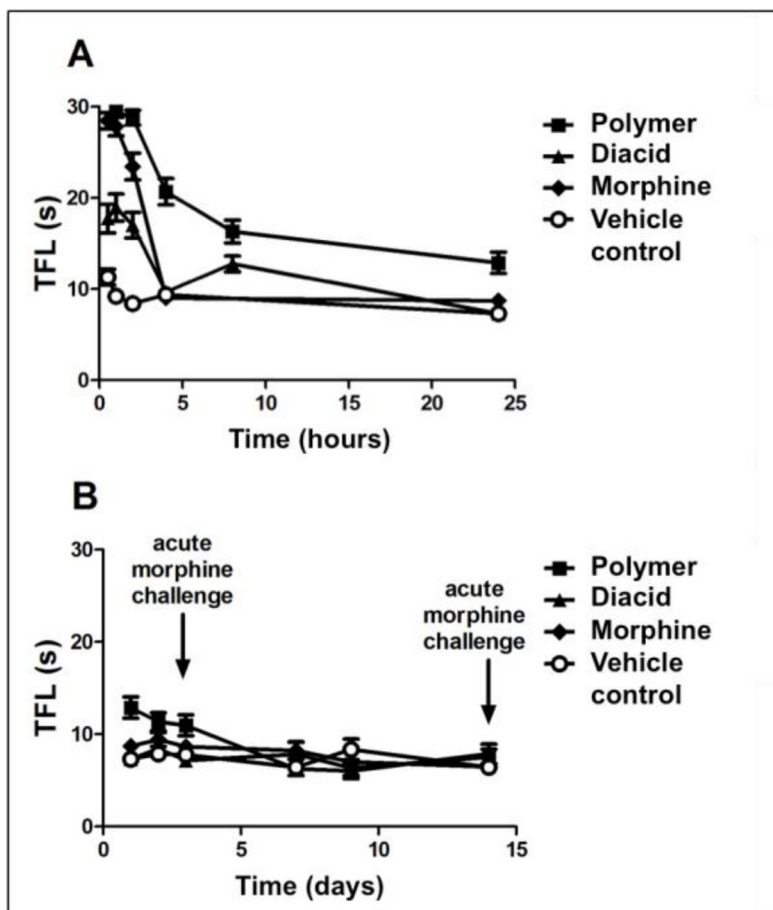 A
30
20
10
0
TFL (s)
0 5 10 15 20 25
Time (hours)
Polymer
Diacid
Morphine
Vehicle
control
B
acute
morphine
challenge
acute
morphine
challenge
30
20
10
0
TFL (s)
0 5 10 15
Time (days)
Polymer
Diacid
Morphine
Vehicle
control